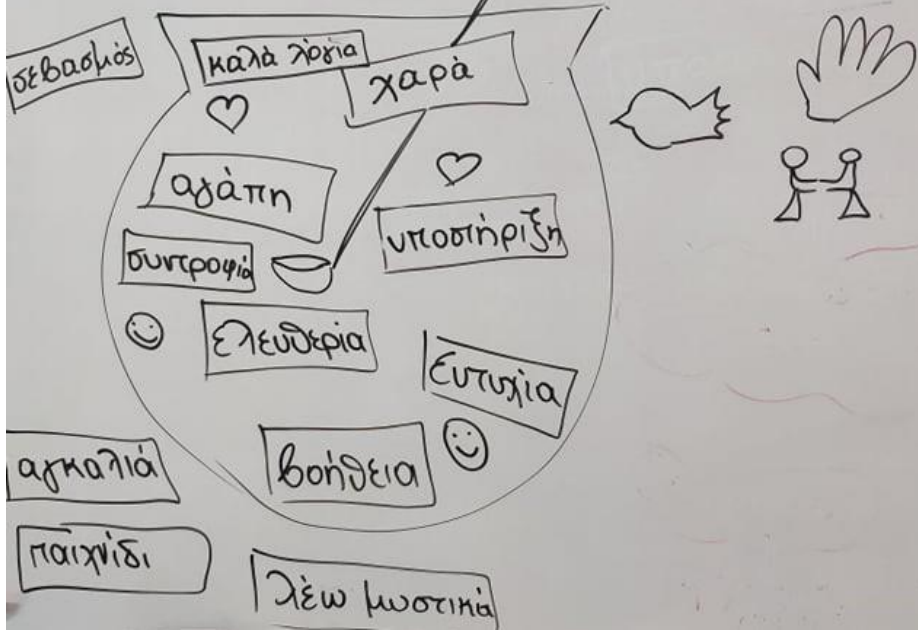 σεβασμός
καλά λόγια
χαρά
αγάπη
υποστήριξη
συντροφιά
ελευθερία
ευτυχία
αγκαλιά
βοήθεια
παιχνίδι
λέω μυστικά